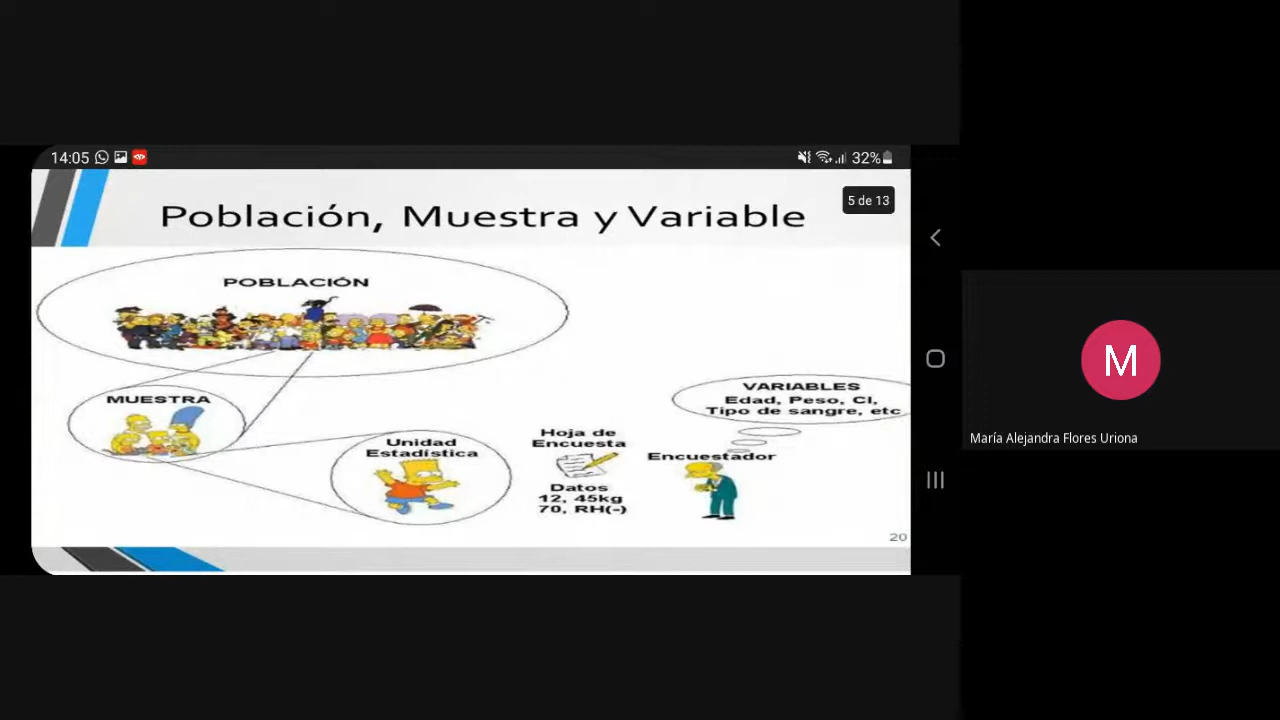 14:05
32%
Población, Muestra y Variable
5 de 13
POBLACIÓN
MUESTRA
Unidad
Estadística
Hoja de
Encuesta
Datos
12, 45kg
70, RH(-)
VARIABLES
Edad, Peso, CI,
Tipo de sangre, etc
Encuestador
20
M
María Alejandra Flores Uriona